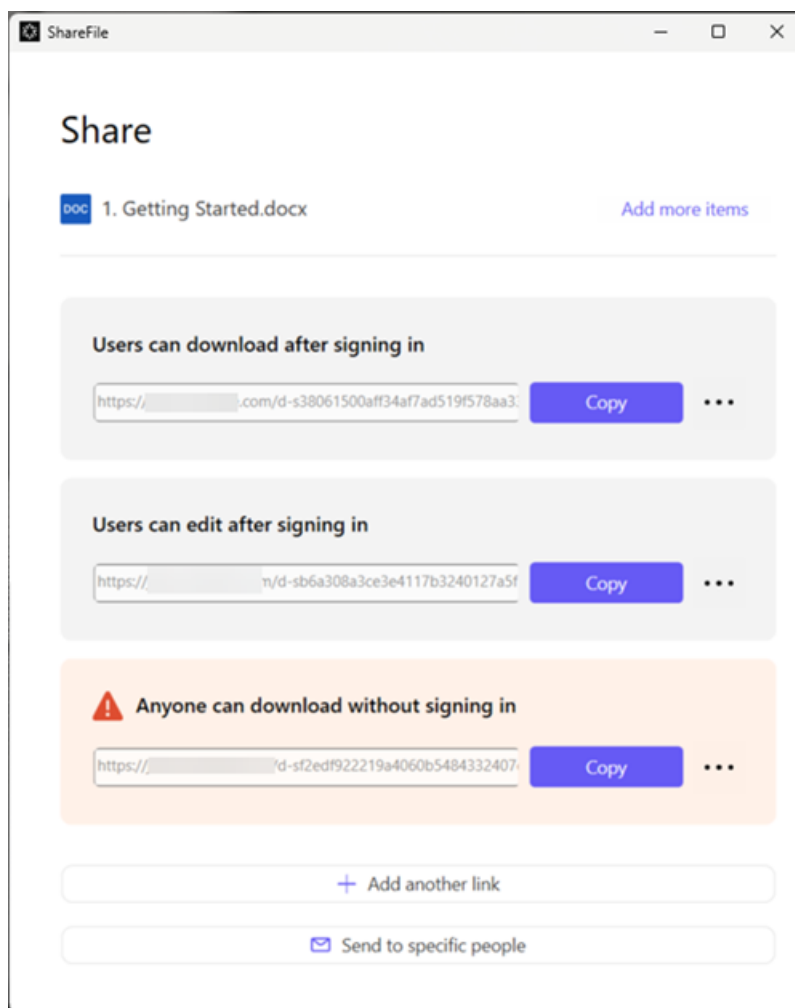 ShareFile
Share
DOC 1. Getting Started.docx Add more items
Users can download after signing in
https:// .com/d-s38061500aff34af7ad519f578aa3 Copy
Users can edit after signing in
https:// /d-sb6a308a3ce3e4117b3240127a5f Copy
Anyone can download without signing in
https:// /d-sf2edf922219a4060b5484332407 Copy
Add another link
Send to specific people